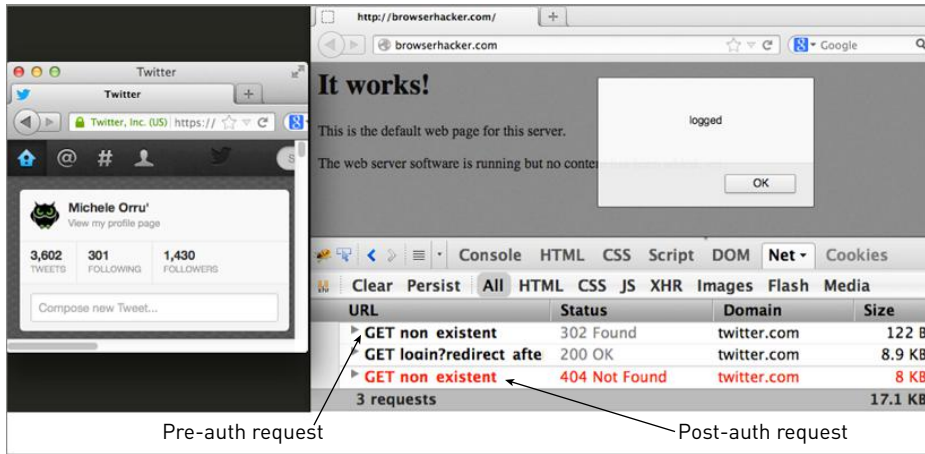 http://browserhacker.com/
browserhacker.com
Google
Twitter
Twitter
Twitter, Inc. (US) https://
@ #
Michele Orru'
View my profile page
3,602 301 1,430
TWEETS FOLLOWING FOLLOWERS
Compose new Tweet...
It works!
This is the default web page for this server.
The web server software is running but no
logged
OK
Console HTML CSS Script DOM Net Cookies
Clear Persist All HTML CSS JS XHR Images Flash Media
URL Status Domain Size
GET non existent 302 Found twitter.com 122 B
GET login?redirect afte 200 OK twitter.com 8.9 KB
GET non existent 404 Not Found twitter.com 8 KB
3 requests 17.1 KB
Pre-auth request Post-auth request